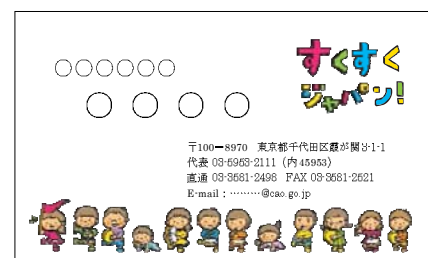 ○○○○○○
○ ○ ○ ○
すくすく
ジャパン!
〒100－8970 東京都千代田区霞が関3-1-1
代表 03-5253-2111 (内45953)
直通 03-3581-2498 FAX 03-3581-2521
E-mail：………@cao.go.jp